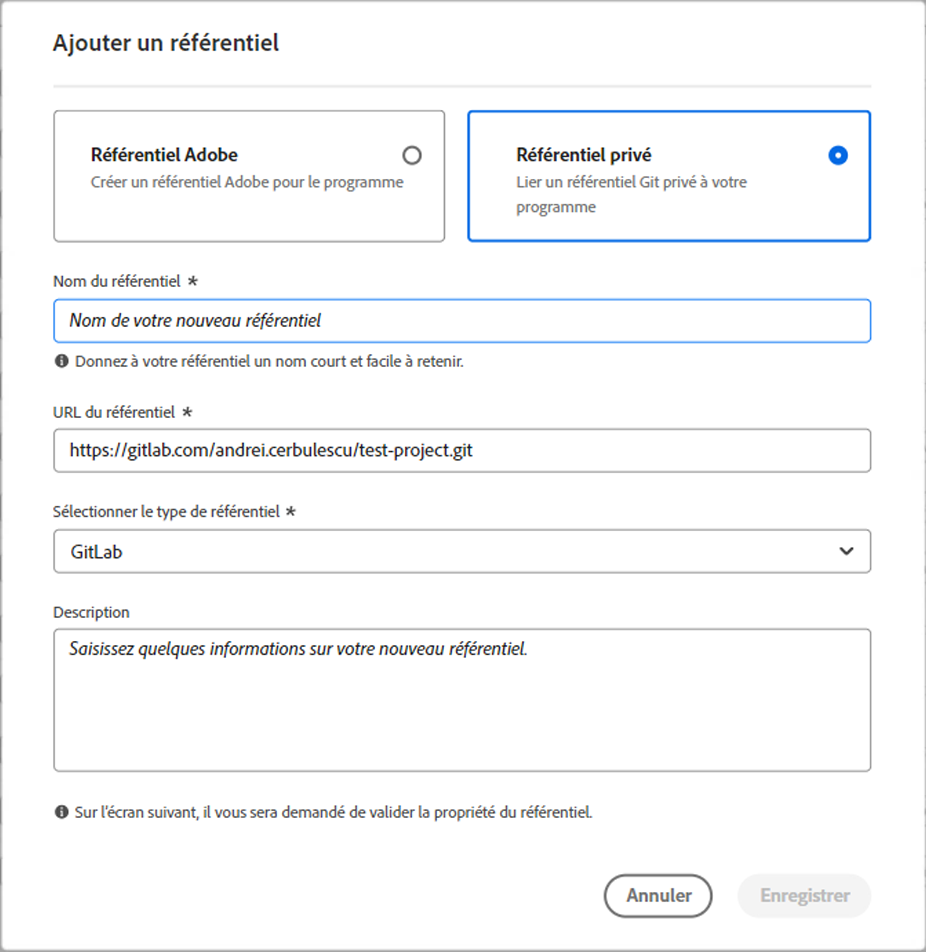 Ajouter un référentiel
Référentiel Adobe
Créer un référentiel Adobe pour le programme
Référentiel privé
Lier un référentiel Git privé à votre
programme
Nom du référentiel *
Nom de votre nouveau référentiel
Donnez à votre référentiel un nom court et facile à retenir.
URL du référentiel *
https://gitlab.com/andrei.cerbulescu/test-project.git
Sélectionner le type de référentiel *
GitLab
Description
Saisissez quelques informations sur votre nouveau référentiel.
Sur l'écran suivant, il vous sera demandé de valider la propriété du référentiel.
Annuler
Enregistrer